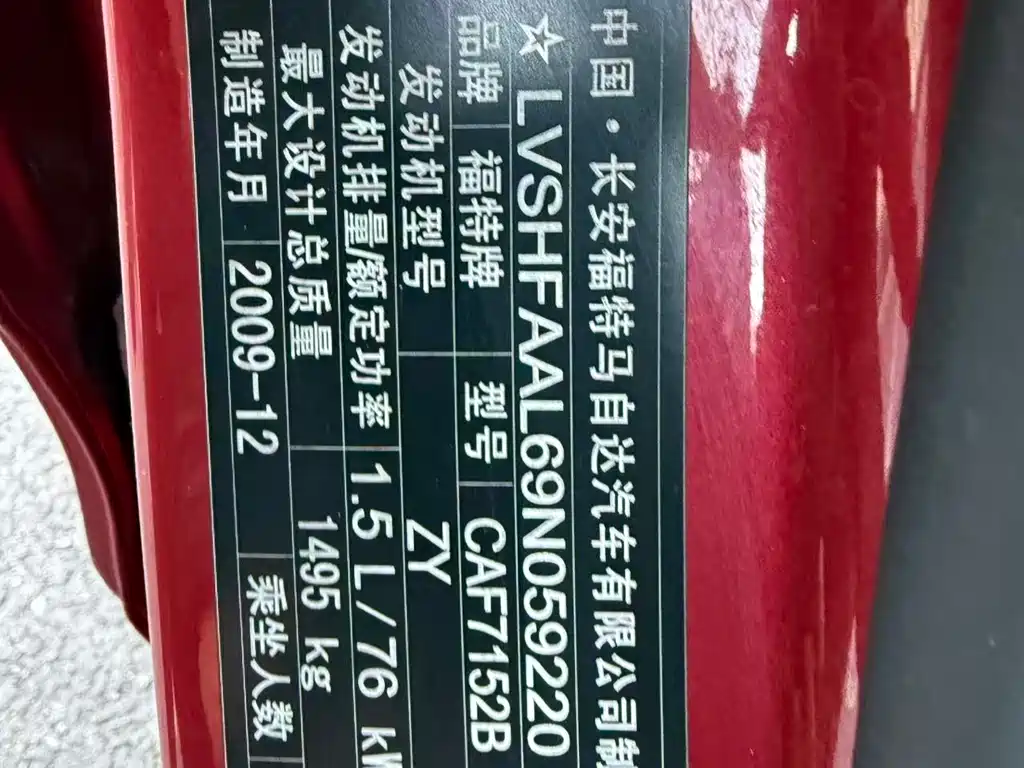 中国·长安福特马自达汽车有限公司制
☆LVSHFAAL69N059220
品牌 福特牌 型号 CAF7152B
发动机型号 ZY
发动机排量/额定功率 1.5 L/76 kW
最大设计总质量 1495 kg
制造年月 2009-12 乘坐人数